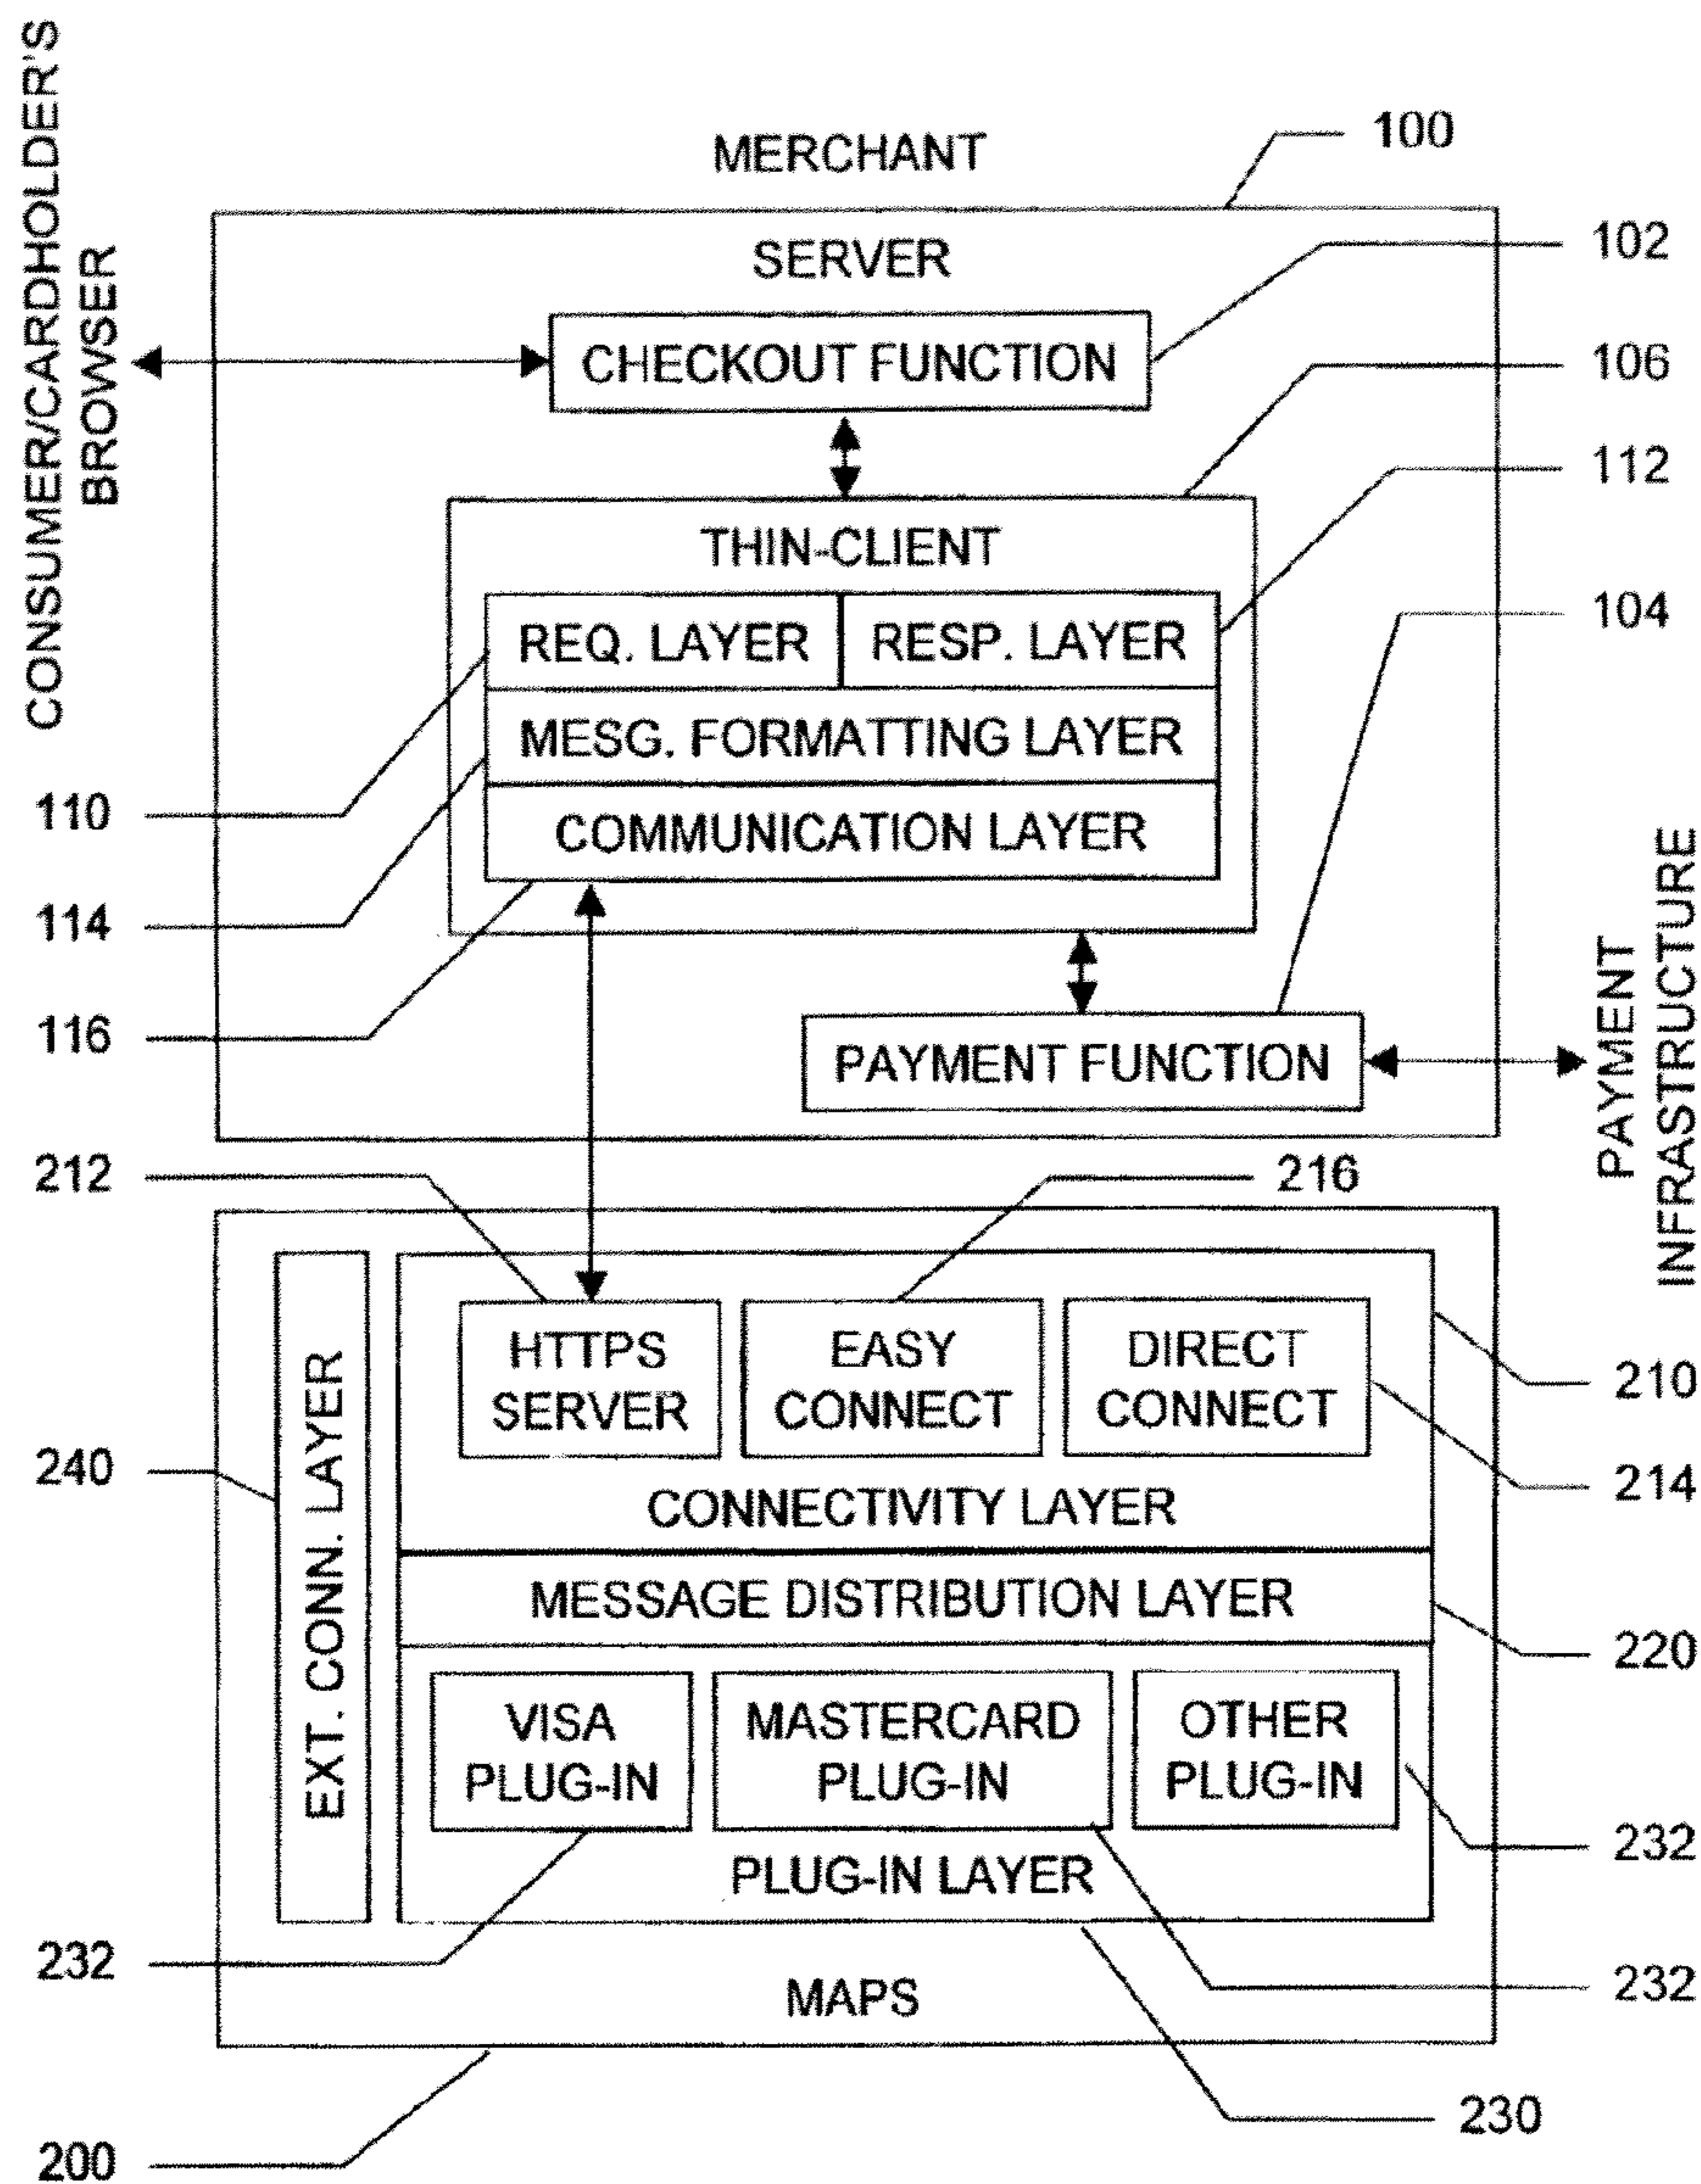 CONSUMER/CARDHOLDER'S
BROWSER
MERCHANT
100
SERVER
102
CHECKOUT FUNCTION
106
112
THIN-CLIENT
104
REQ. LAYER
RESP. LAYER
MESG. FORMATTING LAYER
110
COMMUNICATION LAYER
114
116
PAYMENT FUNCTION
PAYMENT
INFRASTRUCTURE
212
216
HTTPS
SERVER
EASY
CONNECT
DIRECT
CONNECT
210
240
214
EXT. CONN. LAYER
CONNECTIVITY LAYER
MESSAGE DISTRIBUTION LAYER
220
VISA
PLUG-IN
MASTERCARD
PLUG-IN
OTHER
PLUG-IN
232
PLUG-IN LAYER
232
232
MAPS
230
200